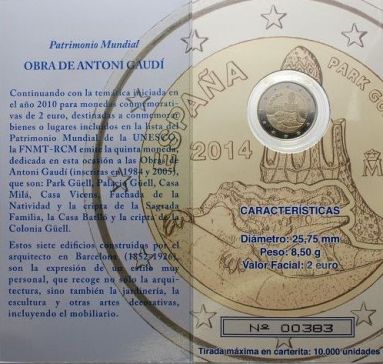 Patrimonio Mundial
OBRA DE ANTONI GAUDÍ
Continuando con la temática iniciada en
el año 2010 para monedas conmemorativas
de 2 euro, destinadas a conmemorar
bienes o lugares incluidos en la lista del
Patrimonio Mundial de la UNESCO,
la FNMT-RCM emite la quinta moneda,
dedicada en esta ocasión a las Obras de
Antoni Gaudí (inscritas en 1984 y 2005),
que son: Park Güell, Palacio Güell, Casa
Milá, Casa Vicens, Fachada de la
Natividad y la cripta de la Sagrada
Familia, la Casa Batlló y la cripta de la
Colonia Güell.
Estos siete edificios construidos por el
arquitecto en Barcelona (1852-1926),
son la expresión de un estilo muy
personal, que recoge no solo la arquitectura,
sino también la jardinería, la
escultura y otras artes decorativas,
incluyendo el mobiliario.
ESPAÑA
PARK G
2014
M
CARACTERÍSTICAS
Diámetro: 25,75 mm
Peso: 8,50 g
Valor Facial: 2 euro
Nº 00383
Tirada máxima en carterita: 10.000 unidades